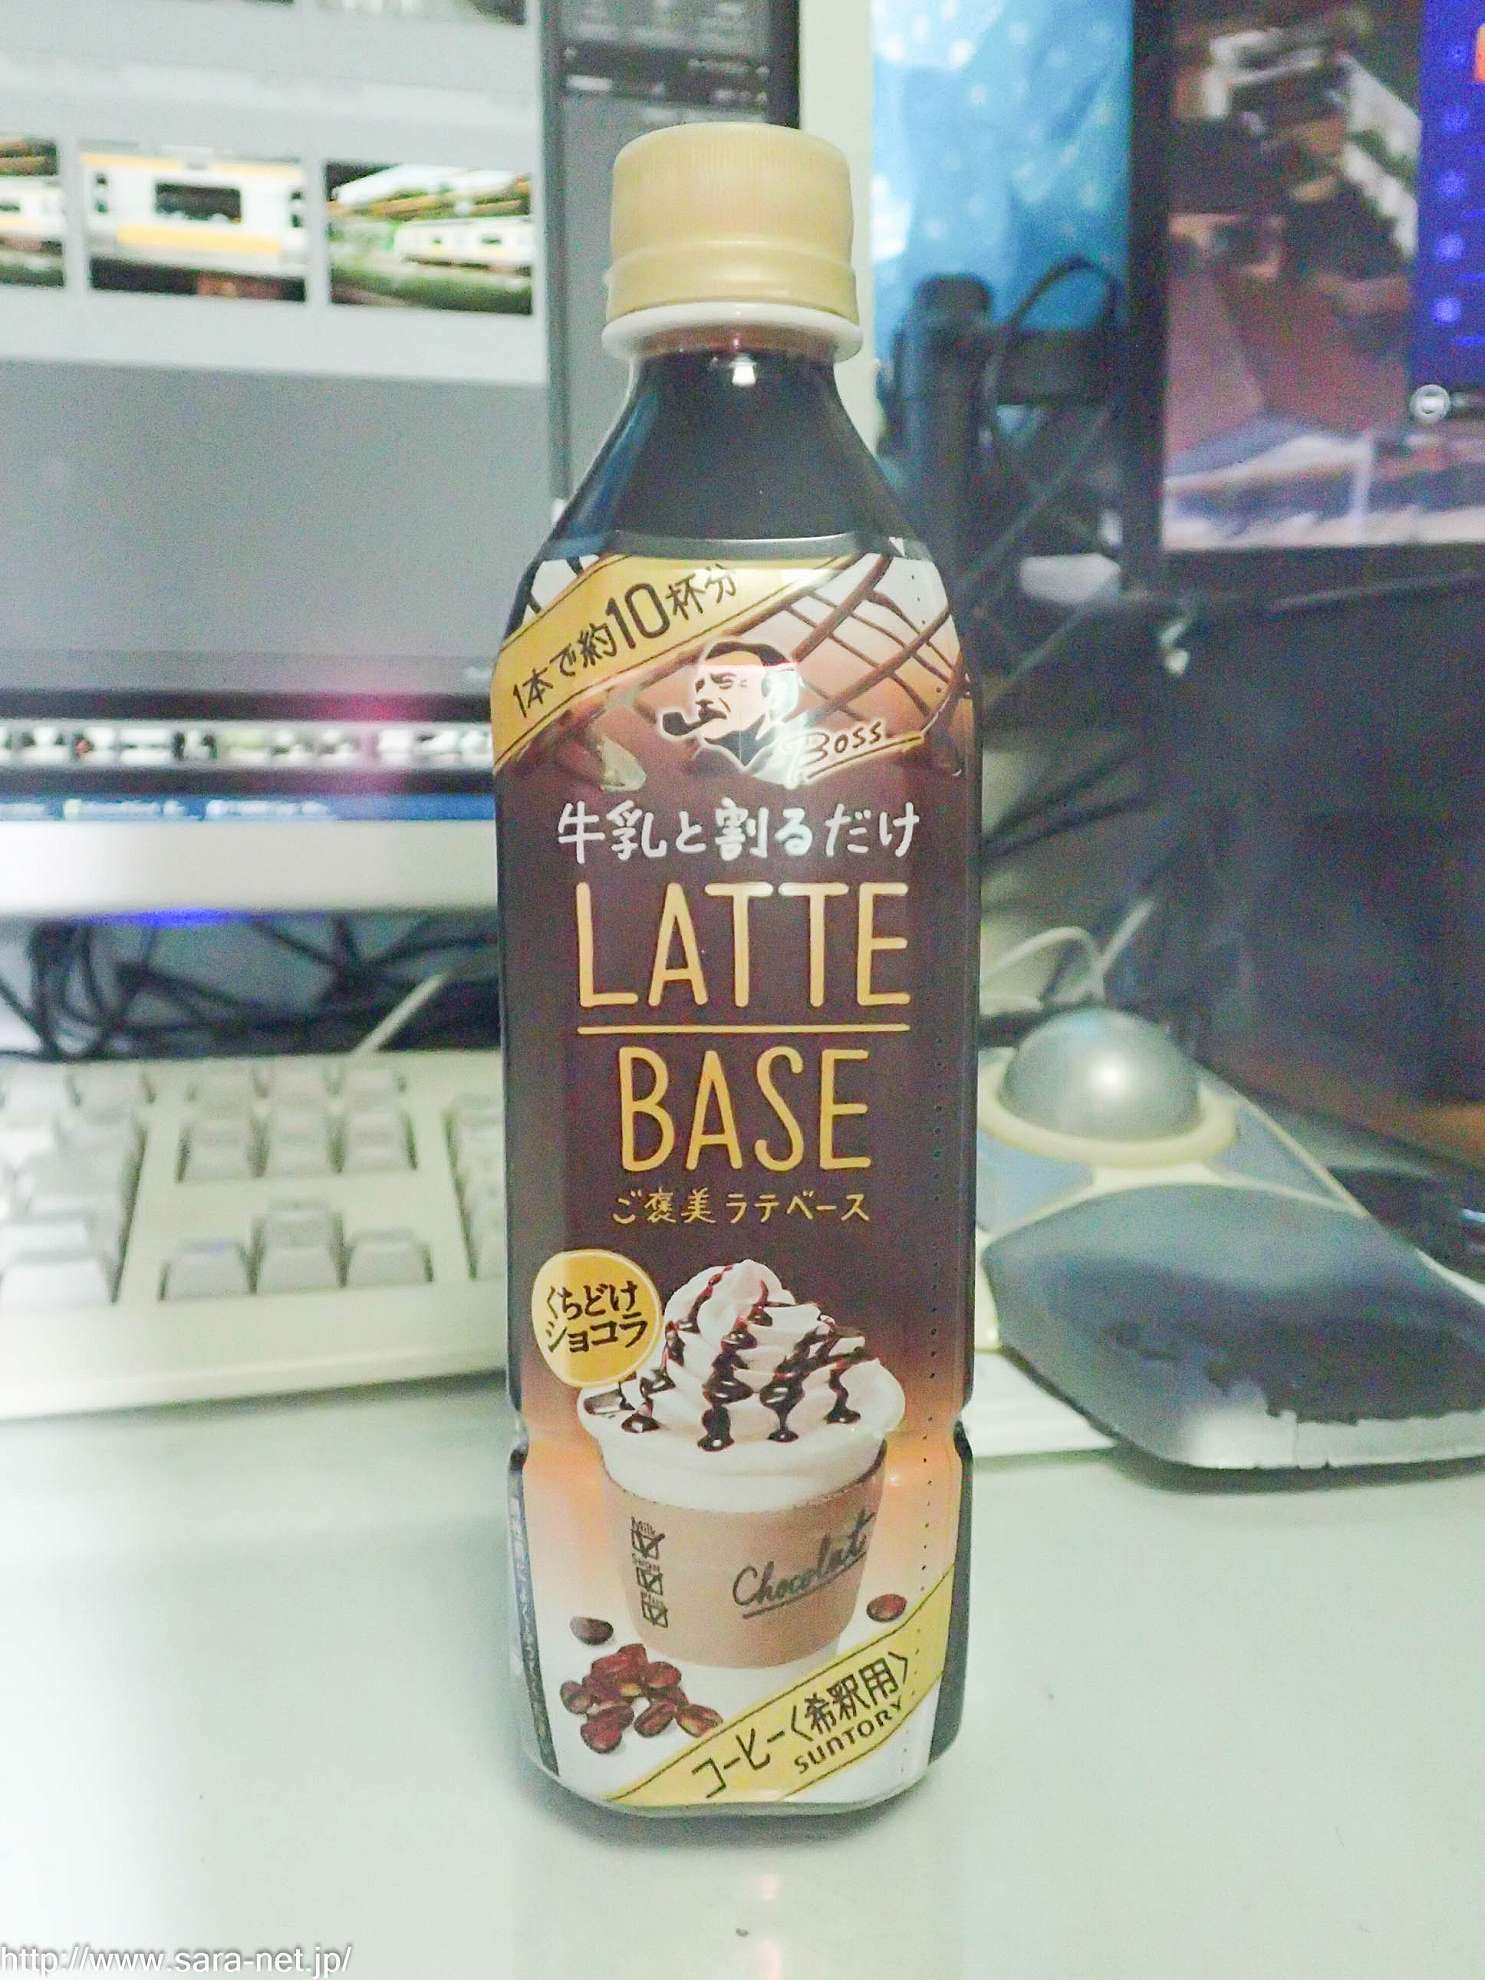 1本で約10杯分
Boss
牛乳と割るだけ
LATTE
BASE
ご褒美ラテベース
くちどけ
ショコラ
Chocolat
コーヒー〈希釈用〉
SUNTORY
http://www.sara-net.jp/